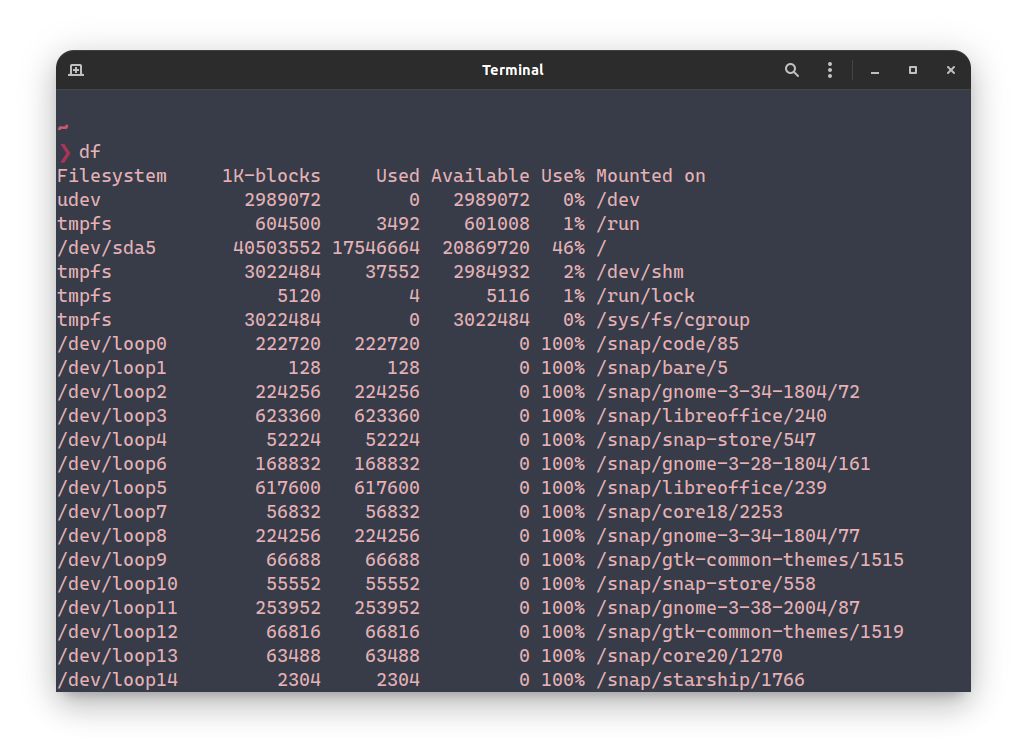 Terminal
~
❯ df
Filesystem     1K-blocks     Used Available Use% Mounted on
udev             2989072        0   2989072   0% /dev
tmpfs             604500     3492    601008   1% /run
/dev/sda5       40503552 17546664  20869720  46% /
tmpfs            3022484    37552   2984932   2% /dev/shm
tmpfs               5120        4      5116   1% /run/lock
tmpfs            3022484        0   3022484   0% /sys/fs/cgroup
/dev/loop0        222720   222720         0 100% /snap/code/85
/dev/loop1           128      128         0 100% /snap/bare/5
/dev/loop2        224256   224256         0 100% /snap/gnome-3-34-1804/72
/dev/loop3        623360   623360         0 100% /snap/libreoffice/240
/dev/loop4         52224    52224         0 100% /snap/snap-store/547
/dev/loop6        168832   168832         0 100% /snap/gnome-3-28-1804/161
/dev/loop5        617600   617600         0 100% /snap/libreoffice/239
/dev/loop7         56832    56832         0 100% /snap/core18/2253
/dev/loop8        224256   224256         0 100% /snap/gnome-3-34-1804/77
/dev/loop9         66688    66688         0 100% /snap/gtk-common-themes/1515
/dev/loop10        55552    55552         0 100% /snap/snap-store/558
/dev/loop11       253952   253952         0 100% /snap/gnome-3-38-2004/87
/dev/loop12        66816    66816         0 100% /snap/gtk-common-themes/1519
/dev/loop13        63488    63488         0 100% /snap/core20/1270
/dev/loop14         2304     2304         0 100% /snap/starship/1766